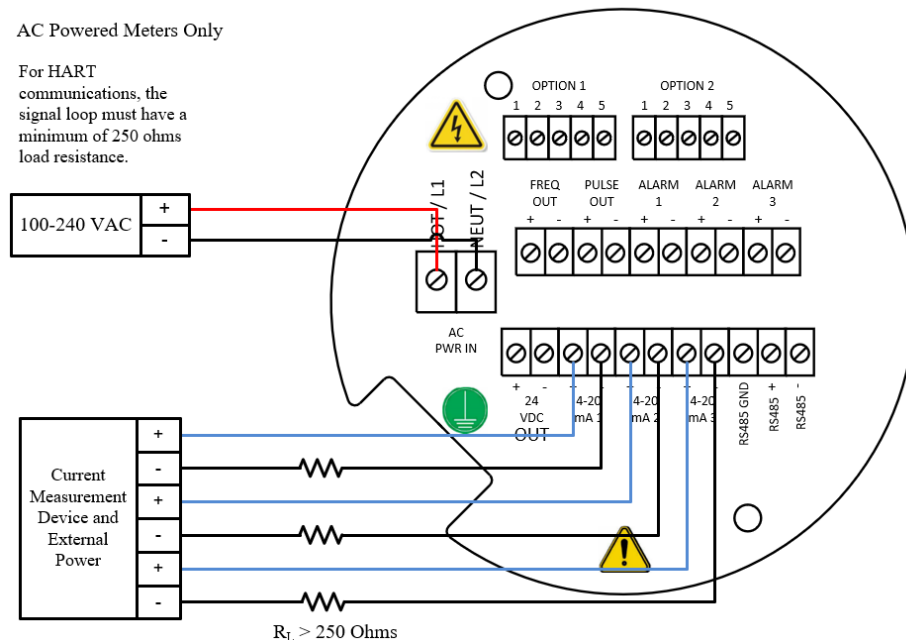 AC Powered Meters Only
For HART
communications, the
signal loop must have a
minimum of 250 ohms
load resistance.
OPTION 1
1 2 3 4 5
OPTION 2
1 2 3 4 5
100-240 VAC
+
-
HOT / L1
NEUT / L2
AC
PWR IN
FREQ
OUT
+ -
PULSE
OUT
+ -
ALARM
1
+ -
ALARM
2
+ -
ALARM
3
+ -
+ -
24
VDC
OUT
+ -
4-20
mA 1
+ -
4-20
mA 2
+ -
4-20
mA 3
RS485 GND
RS485 +
RS485 -
Current
Measurement
Device and
External
Power
+
-
+
-
+
-
R_L > 250 Ohms